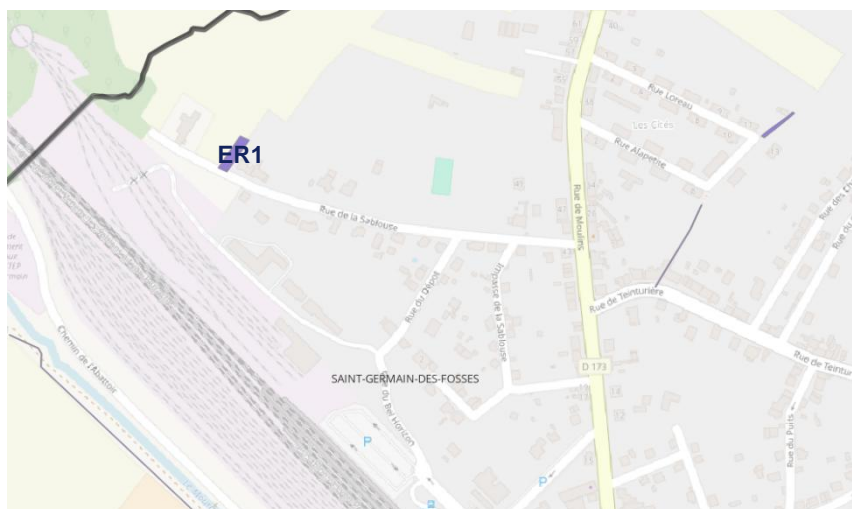 ER1
Rue Loreau
Les Cités
Rue Alapetite
Rue de Moulins
Rue de la Sablouse
Rue du Dépôt
Impasse de la Sablouse
Rue de Teinturière
D 173
Rue des Ch
Rue du
Rue de Teintur
SAINT-GERMAIN-DES-FOSSES
du Bel Horizon
Chemin de l'Abattoir
Rue du Puits
P
P